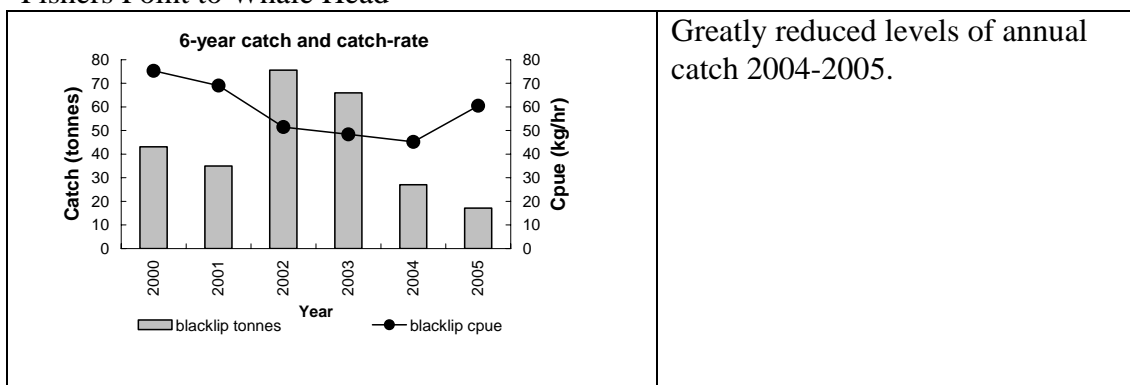 Fishers Point to Whale Head
6-year catch and catch-rate
80
70
60
50
40
30
20
10
0
Catch (tonnes)
80
70
60
50
40
30
20
10
0
Cpue (kg/hr)
2000
2001
2002
2003
2004
2005
Year
blacklip tonnes
blacklip cpue
Greatly reduced levels of annual
catch 2004-2005.